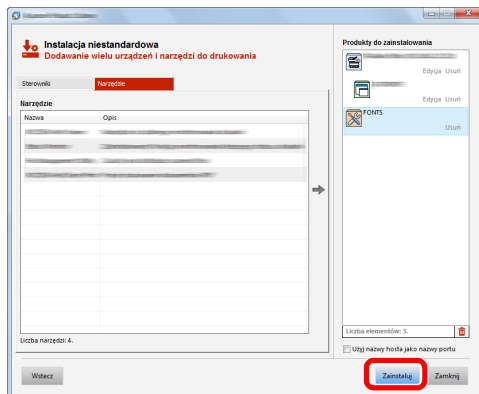 Instalacja niestandardowa
Dodawanie wielu urządzeń i narzędzi do drukowania
Sterowniki
Narzędzie
Narzędzie
Nazwa
Opis
Liczba narzędzi: 4.
Produkty do zainstalowania
Edycja Usuń
Edycja Usuń
FONTS
Usuń
Liczba elementów: 3.
Użyj nazwy hosta jako nazwy portu
Wstecz
Zainstaluj
Zamknij